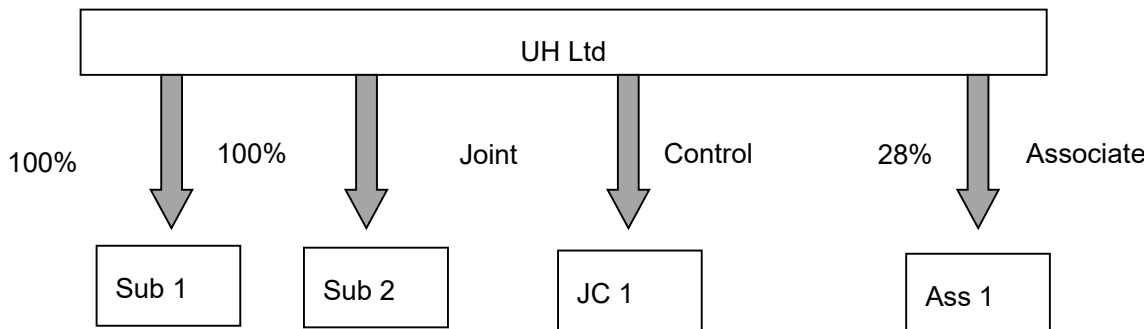 UH Ltd
100% 100% Joint Control 28% Associate
Sub 1 Sub 2 JC 1 Ass 1